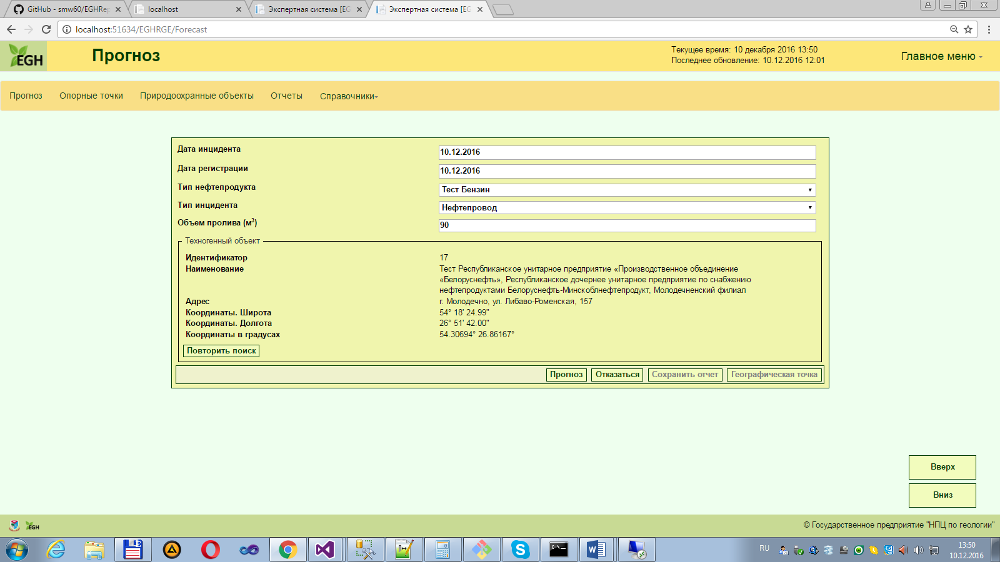 GitHub - smw60/EGHRep
localhost
Экспертная система [EG
Экспертная система [EG
localhost:51634/EGHRGE/Forecast
EGH
Прогноз
Текущее время: 10 декабря 2016 13:50
Последнее обновление: 10.12.2016 12:01
Главное меню
Прогноз
Опорные точки
Природоохранные объекты
Отчеты
Справочники
Дата инцидента
10.12.2016
Дата регистрации
10.12.2016
Тип нефтепродукта
Тест Бензин
Тип инцидента
Нефтепровод
Объем пролива (м³)
90
Техногенный объект
Идентификатор
17
Наименование
Тест Республиканское унитарное предприятие «Производственное объединение
«Белоруснефть», Республиканское дочернее унитарное предприятие по снабжению
нефтепродуктами Белоруснефть-Минскоблнефтепродукт, Молодечненский филиал
Адрес
г. Молодечно, ул. Либаво-Роменская, 157
Координаты. Широта
54° 18' 24.99"
Координаты. Долгота
26° 51' 42.00"
Координаты в градусах
54.30694° 26.86167°
Повторить поиск
Прогноз
Отказаться
Сохранить отчет
Географическая точка
Вверх
Вниз
EGH
© Государственное предприятие "НПЦ по геологии"
RU
13:50
10.12.2016